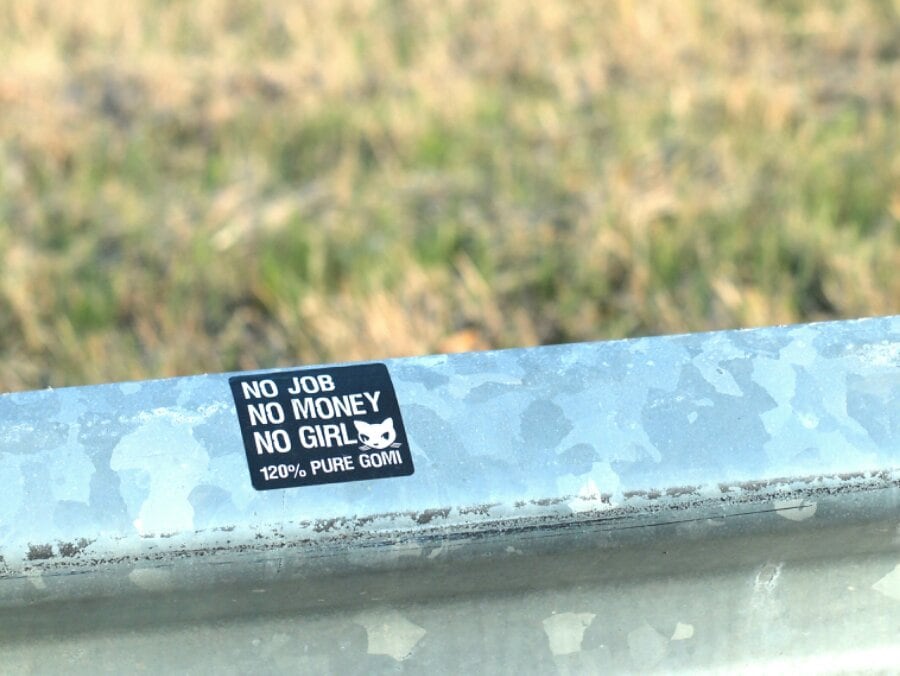 NO JOB
NO MONEY
NO GIRL
120% PURE GOMI